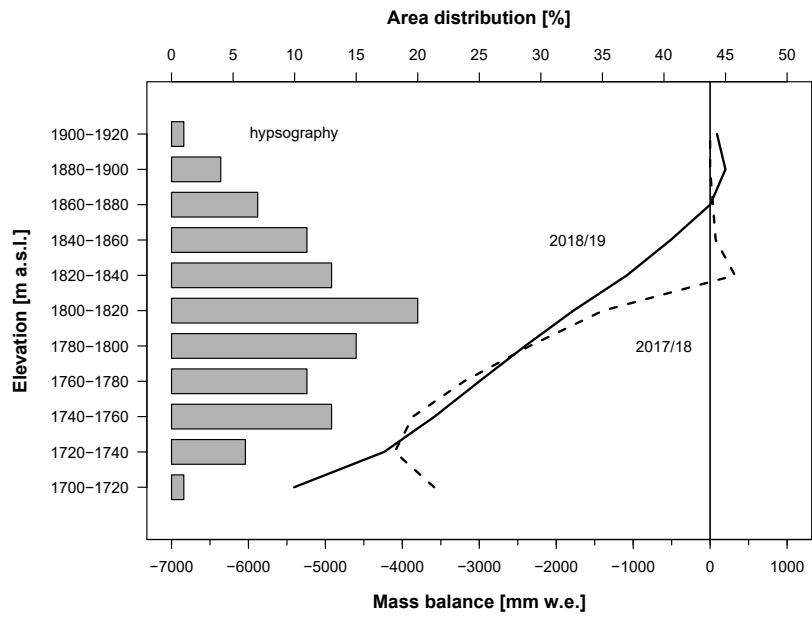 Area distribution [%]
0 5 10 15 20 25 30 35 40 45 50
Elevation [m a.s.l.]
1900−1920
1880−1900
1860−1880
1840−1860
1820−1840
1800−1820
1780−1800
1760−1780
1740−1760
1720−1740
1700−1720
hypsography
2018/19
2017/18
−7000 −6000 −5000 −4000 −3000 −2000 −1000 0 1000
Mass balance [mm w.e.]